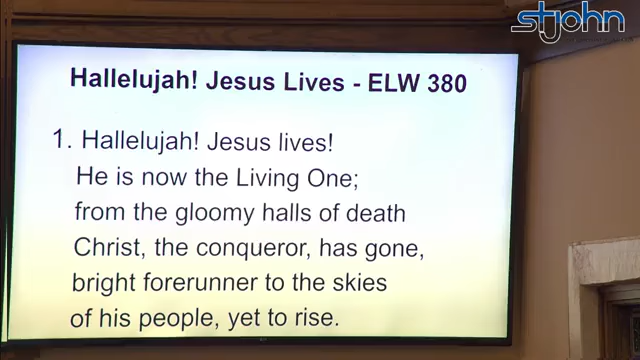 stjohn
Hallelujah! Jesus Lives - ELW 380
1. Hallelujah! Jesus lives!
He is now the Living One;
from the gloomy halls of death
Christ, the conqueror, has gone,
bright forerunner to the skies
of his people, yet to rise.